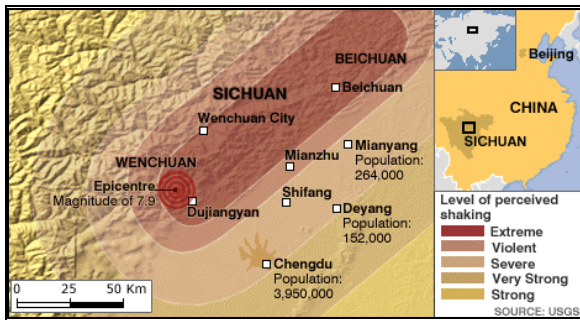 BEICHUAN
SICHUAN
Beichuan
Wenchuan City
WENCHUAN
Mianyang
Population:
264,000
Mianzhu
Epicentre
Magnitude of 7.9
Dujiangyan
Shifang
Deyang
Population:
152,000
Chengdu
Population:
3,950,000
0 25 50 Km
Beijing
CHINA
SICHUAN
Level of perceived
shaking
Extreme
Violent
Severe
Very Strong
Strong
SOURCE: USGS